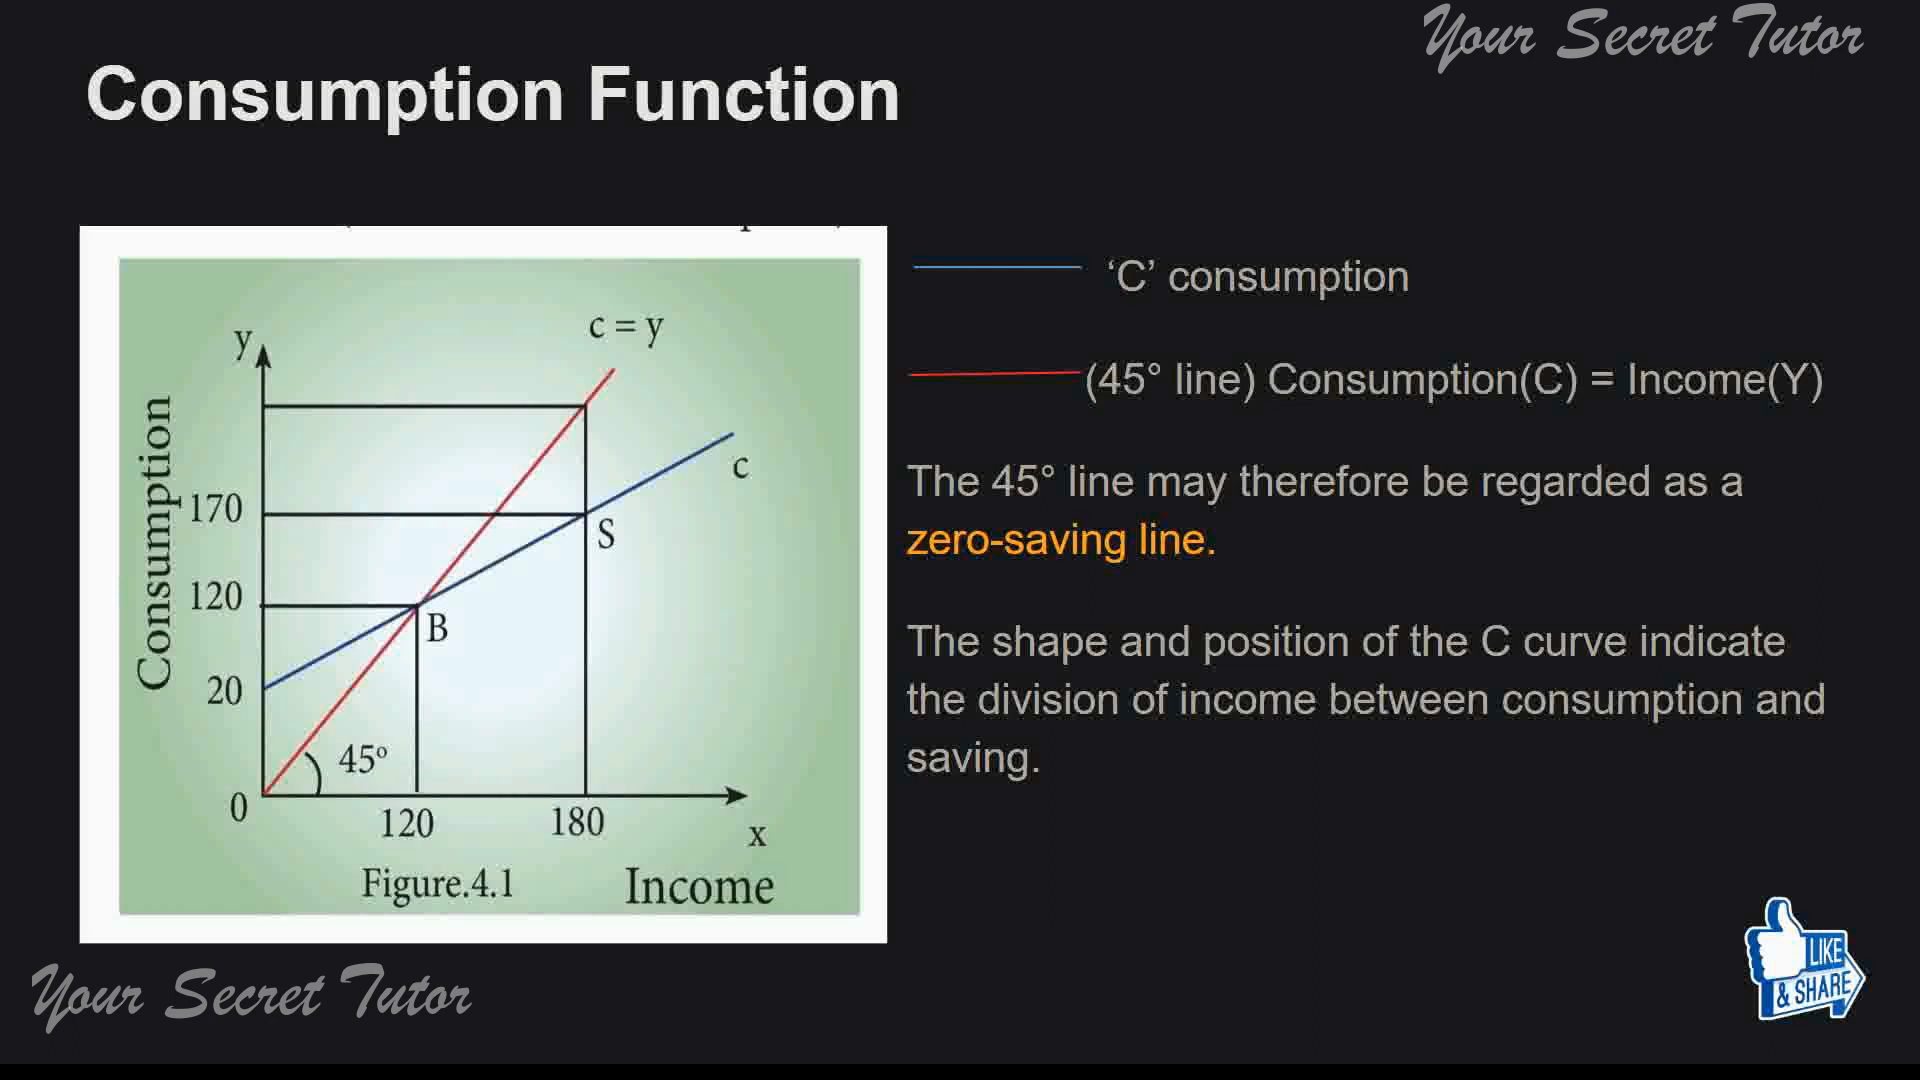 Your Secret Tutor
Consumption Function
y
c = y
Consumption
170
120
20
0
c
S
B
45º
120
180
x
Figure.4.1
Income
‘C’ consumption
(45° line) Consumption(C) = Income(Y)
The 45° line may therefore be regarded as a
zero-saving line.
The shape and position of the C curve indicate
the division of income between consumption and
saving.
LIKE
& SHARE
Your Secret Tutor